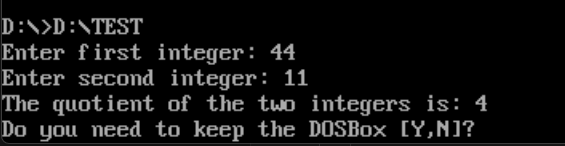 D:\>D:\TEST
Enter first integer: 44
Enter second integer: 11
The quotient of the two integers is: 4
Do you need to keep the DOSBox [Y,N]?